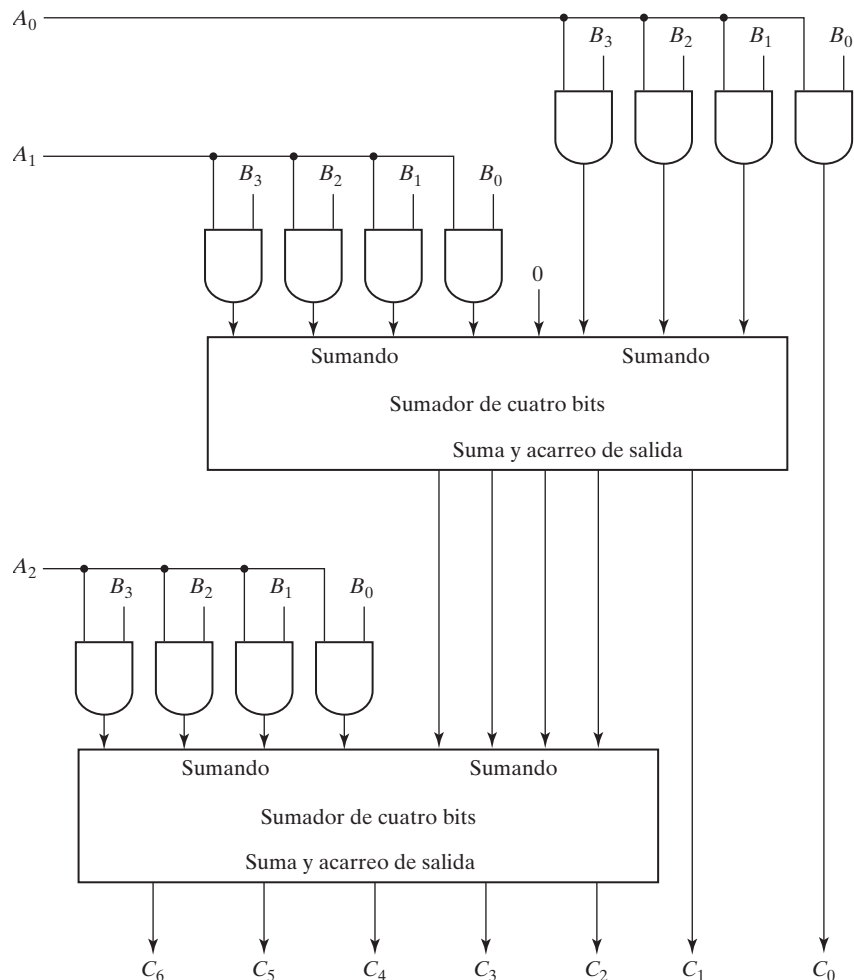 A₀
B₃ B₂ B₁ B₀
A₁
B₃ B₂ B₁ B₀
0
Sumando Sumando
Sumador de cuatro bits
Suma y acarreo de salida
A₂
B₃ B₂ B₁ B₀
Sumando Sumando
Sumador de cuatro bits
Suma y acarreo de salida
C₆ C₅ C₄ C₃ C₂ C₁ C₀